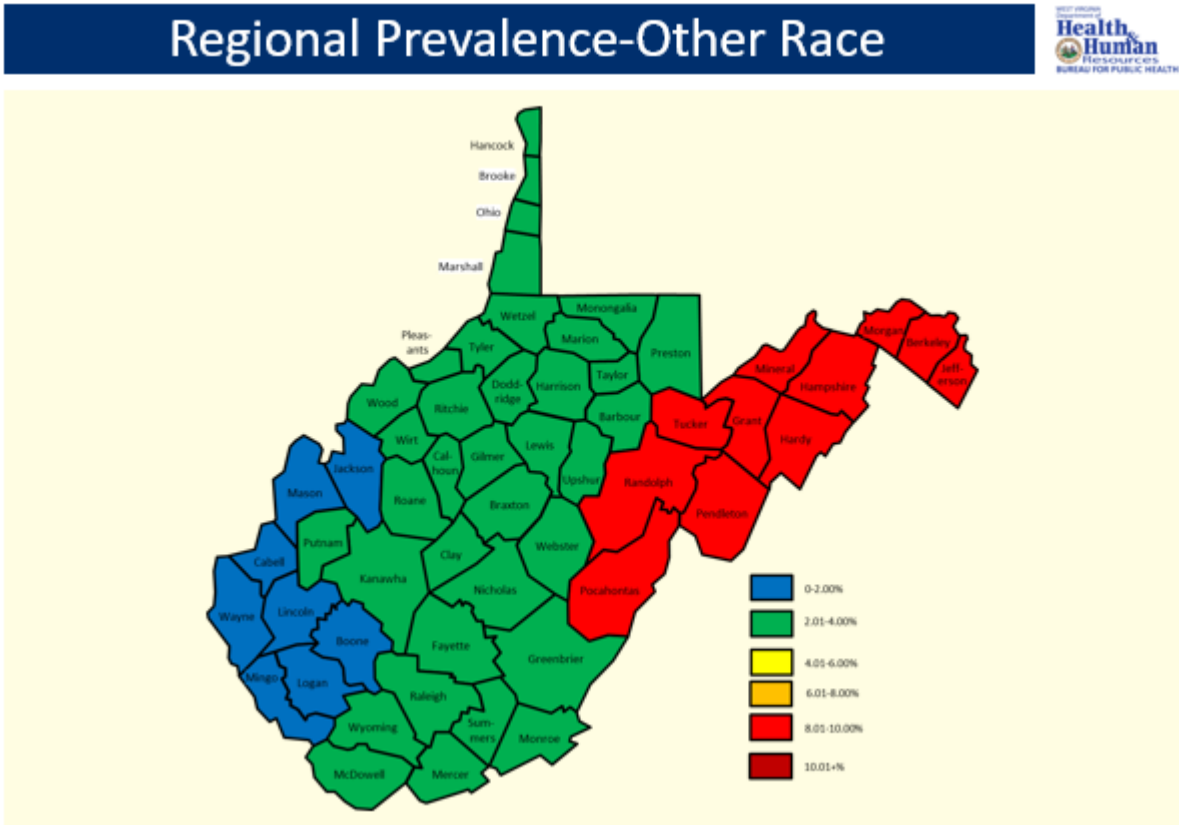 Regional Prevalence-Other Race
WEST VIRGINIA
Department of
Health
&
Human
Resources
BUREAU FOR PUBLIC HEALTH
Hancock
Brooke
Ohio
Marshall
Wetzel
Monongalia
Marion
Pleas-
ants
Tyler
Preston
Dodd-
ridge
Harrison
Taylor
Morgan
Berkeley
Jeff-
erson
Mineral
Hampshire
Wood
Ritchie
Barbour
Tucker
Grant
Hardy
Wirt
Cal-
houn
Gilmer
Lewis
Upshur
Jackson
Mason
Roane
Braxton
Randolph
Pendleton
Putnam
Clay
Webster
Cabell
Kanawha
Nicholas
Pocahontas
Wayne
Lincoln
Boone
Fayette
Greenbrier
Mingo
Logan
Raleigh
Wyoming
Sum-
mers
Monroe
McDowell
Mercer
0-2.00%
2.01-4.00%
4.01-6.00%
6.01-8.00%
8.01-10.00%
10.01+%